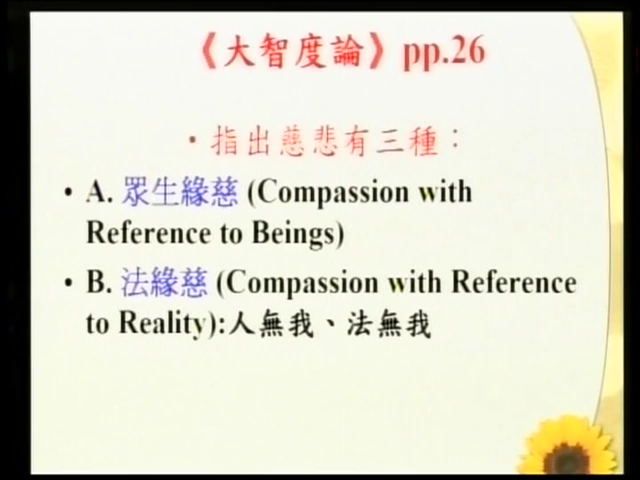 《大智度論》pp.26
•指出慈悲有三種：
• A. 眾生緣慈 (Compassion with
Reference to Beings)
• B. 法緣慈 (Compassion with Reference
to Reality):人無我、法無我